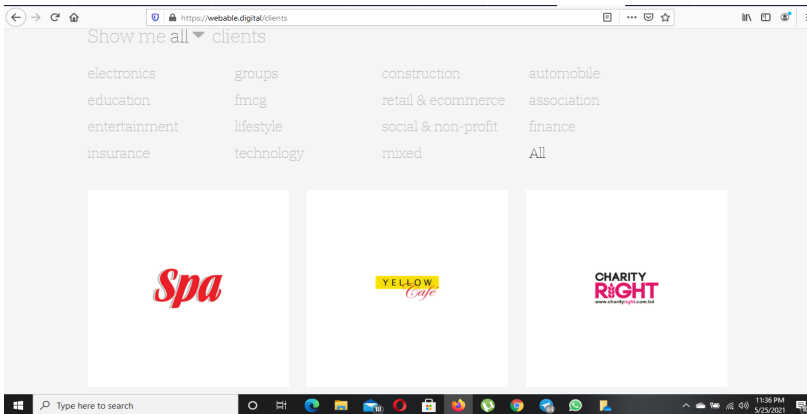 https://webable.digital/clients
Show me all clients
electronics groups construction automobile
education fmcg retail & ecommerce association
entertainment lifestyle social & non-profit finance
insurance technology mixed All
Spa
YELLOW
Café
CHARITY
RIGHT
www.charityright.com.bd
Type here to search
11:36 PM
5/25/2021